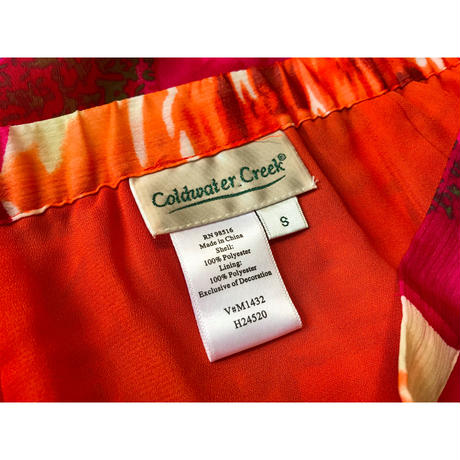 Coldwater Creek®
S
RN 98516
Made in China
Shell:
100% Polyester
Lining:
100% Polyester
Exclusive of Decoration
V#M1432
H24520